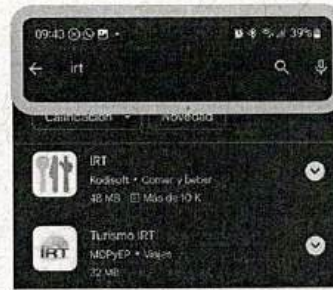 09:43
39%
irt
Calificación Novedad
IRT
Kodisoft • Comer y beber
48 MB Más de 10 K
IRT
Turismo IRT
MOPyEP • Viajes
32 MB